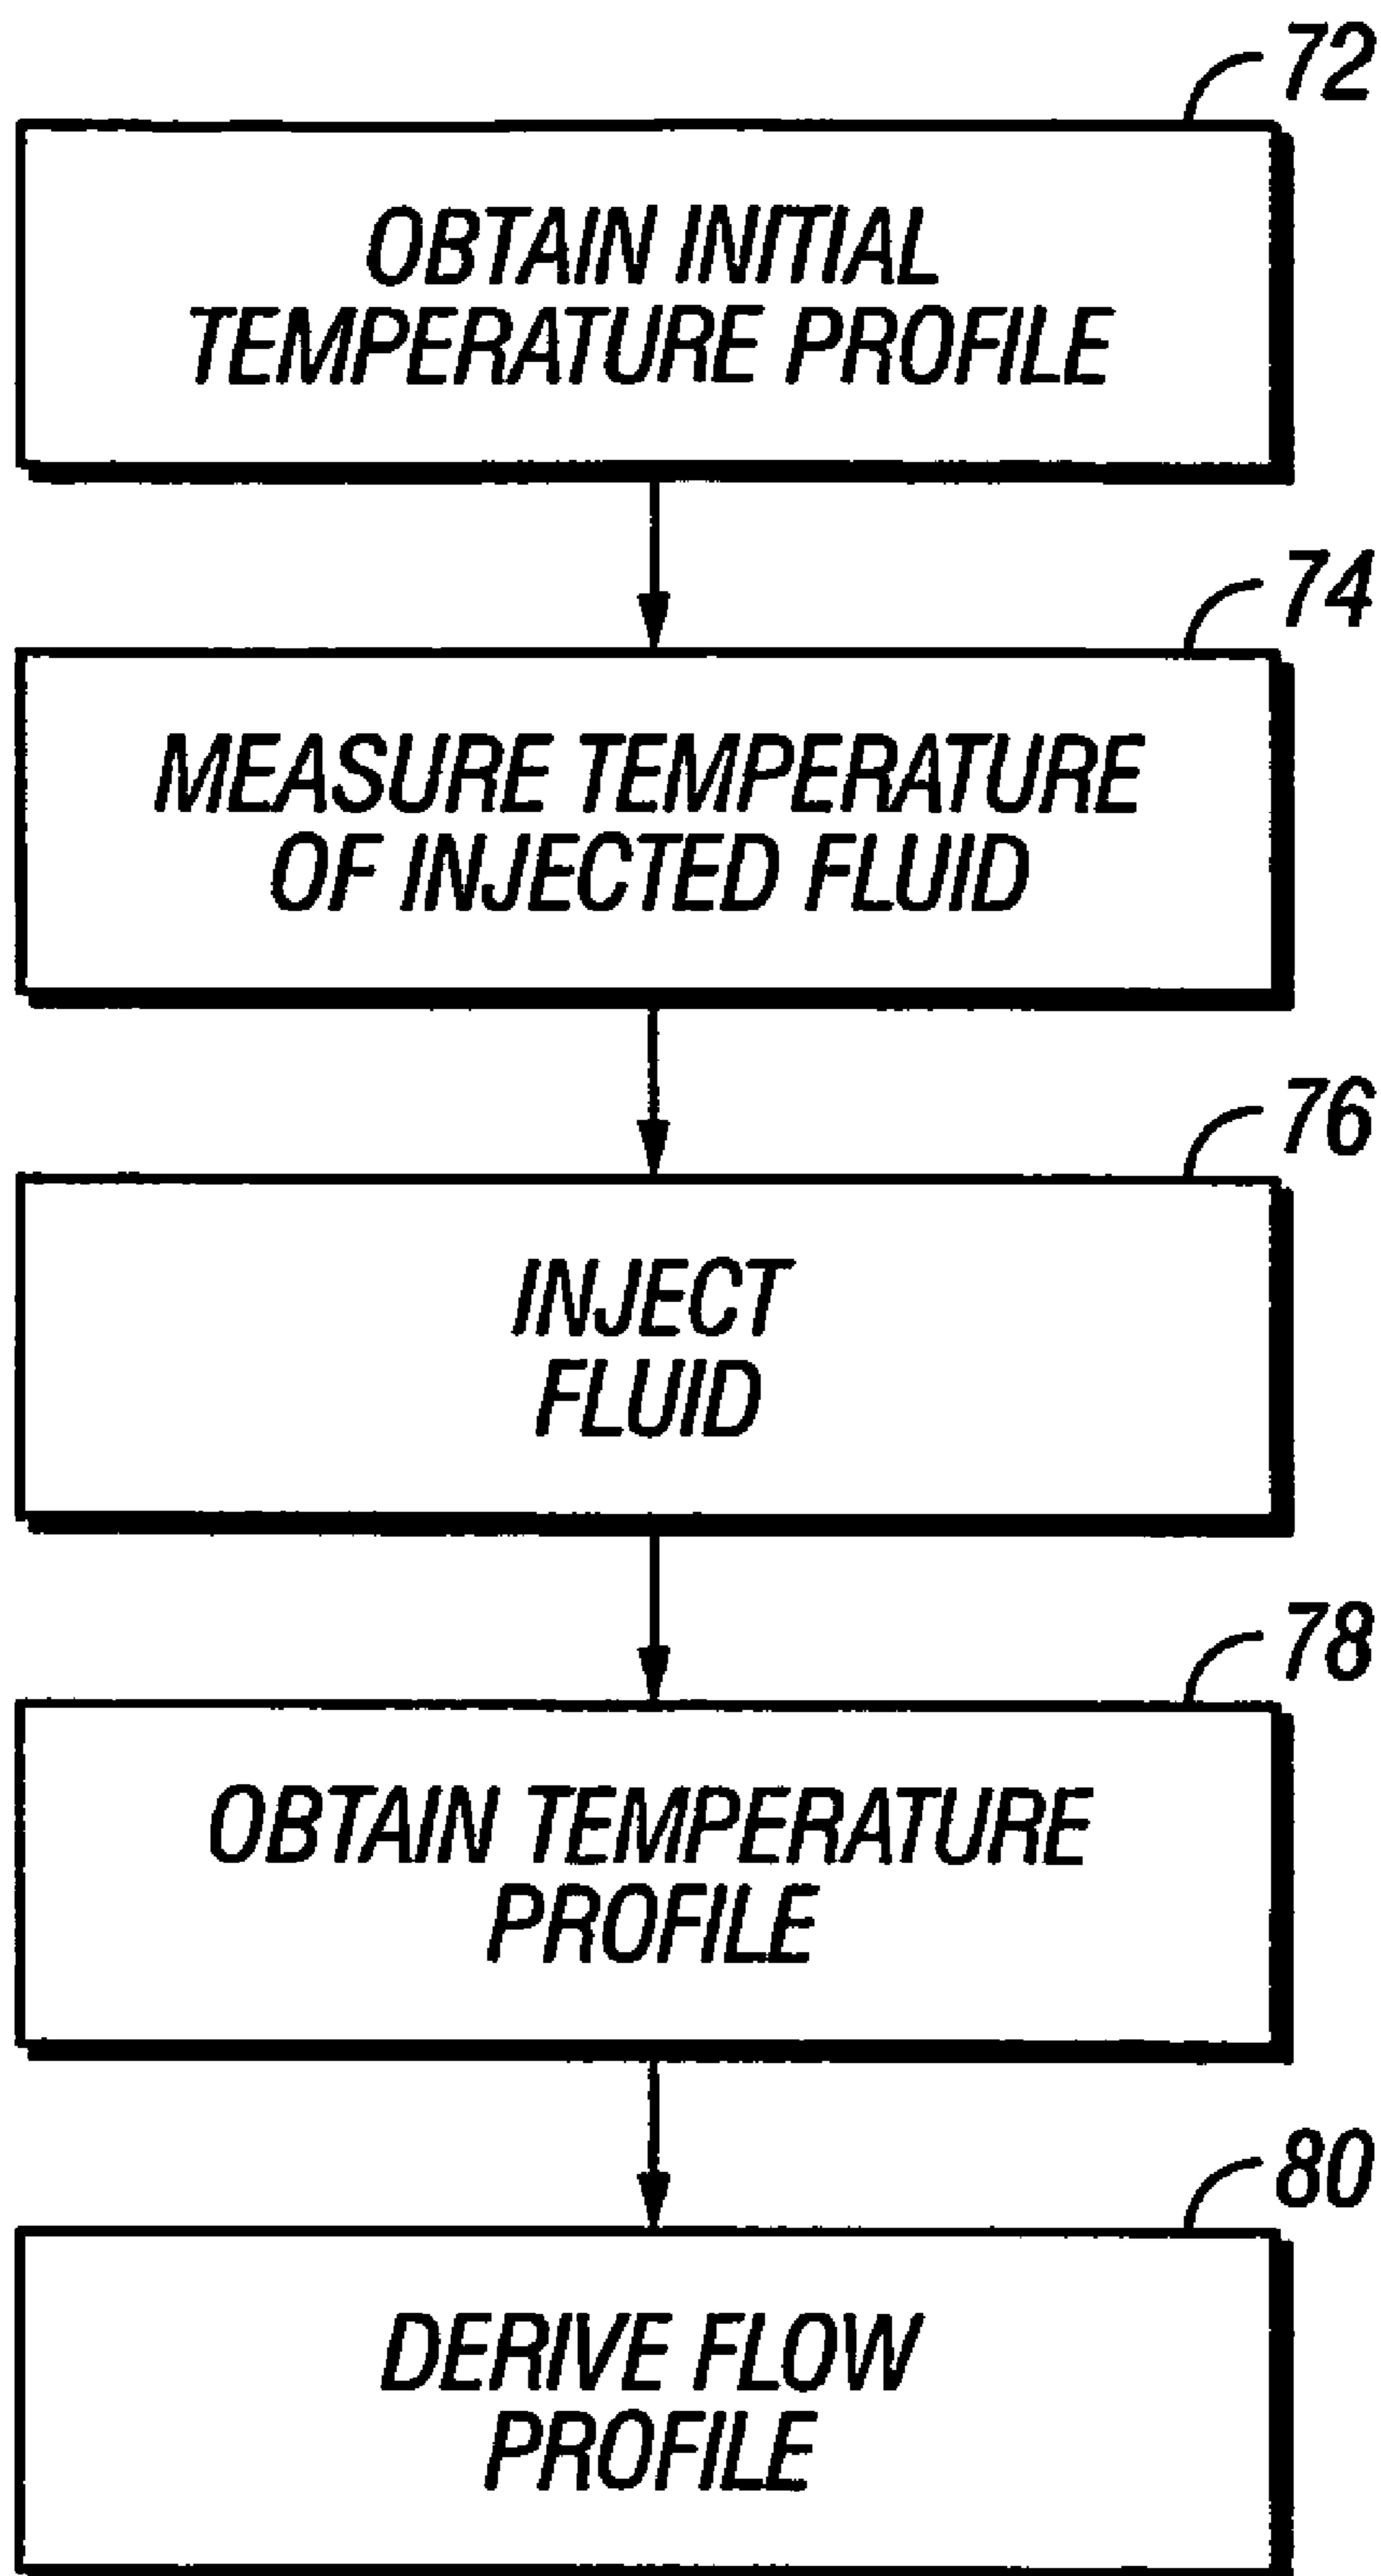 72
OBTAIN INITIAL
TEMPERATURE PROFILE
74
MEASURE TEMPERATURE
OF INJECTED FLUID
76
INJECT
FLUID
78
OBTAIN TEMPERATURE
PROFILE
80
DERIVE FLOW
PROFILE